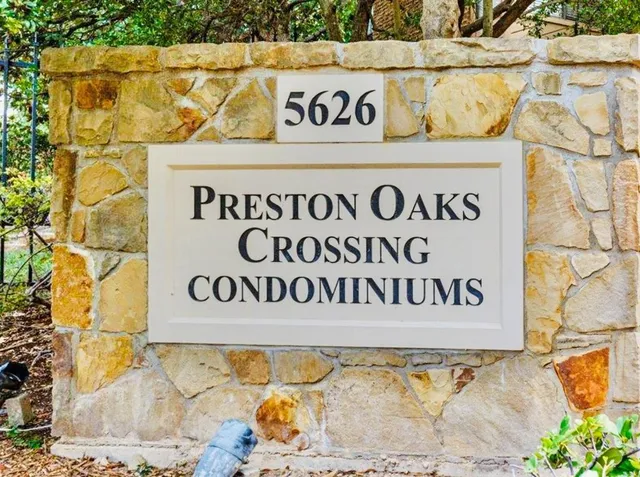 5626
PRESTON OAKS
CROSSING
CONDOMINIUMS